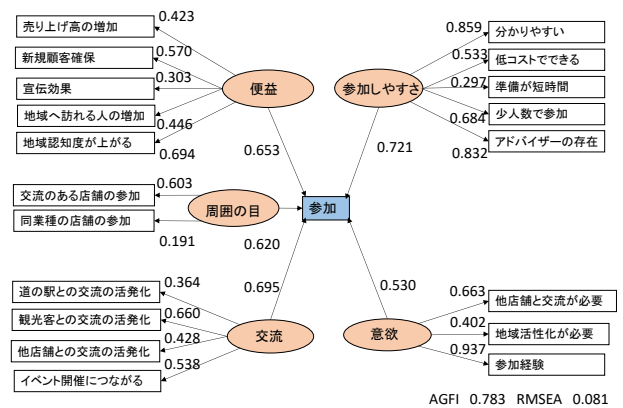 売り上げ高の増加
新規顧客確保
宣伝効果
地域へ訪れる人の増加
地域認知度が上がる
0.423
0.570
0.303
0.446
0.694
便益
0.653
分かりやすい
低コストでできる
準備が短時間
少人数で参加
アドバイザーの存在
0.859
0.533
0.297
0.684
0.832
参加しやすさ
0.721
交流のある店舗の参加
同業種の店舗の参加
0.603
0.191
周囲の目
0.620
参加
道の駅との交流の活発化
観光客との交流の活発化
他店舗との交流の活発化
イベント開催につながる
0.364
0.660
0.428
0.538
交流
0.695
他店舗と交流が必要
地域活性化が必要
参加経験
0.663
0.402
0.937
意欲
0.530
AGFI 0.783 RMSEA 0.081